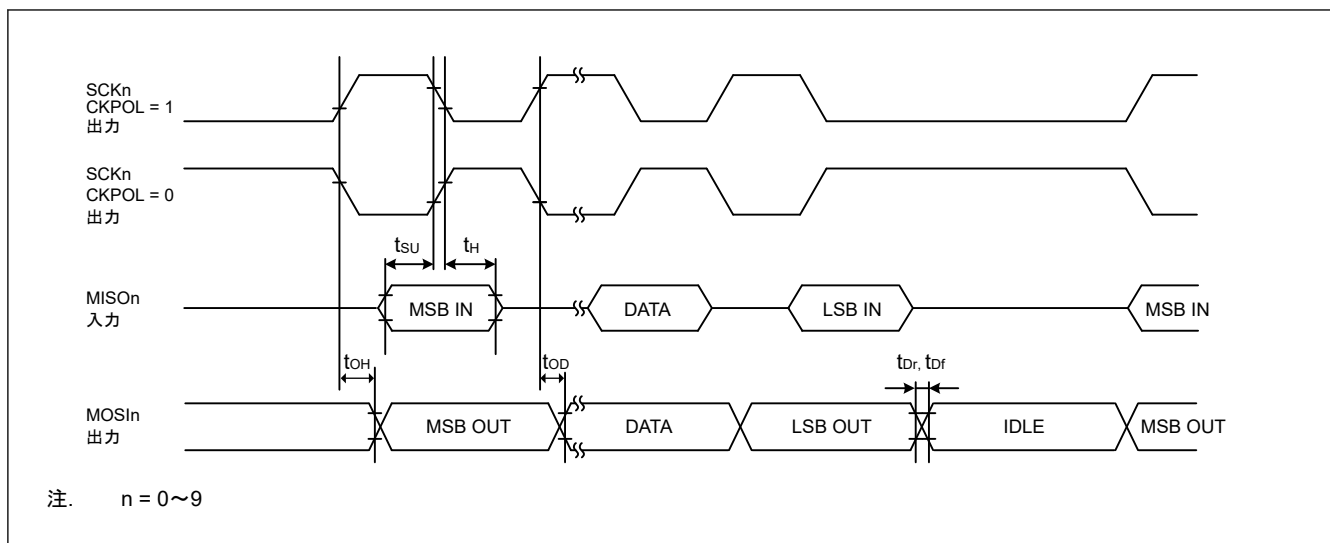 SCKn
CKPOL = 1
出力
SCKn
CKPOL = 0
出力
tSU
tH
MISOn
入力
MSB IN
DATA
LSB IN
MSB IN
tOH
tOD
tDr, tDf
MOSIn
出力
MSB OUT
DATA
LSB OUT
IDLE
MSB OUT
注. n = 0～9